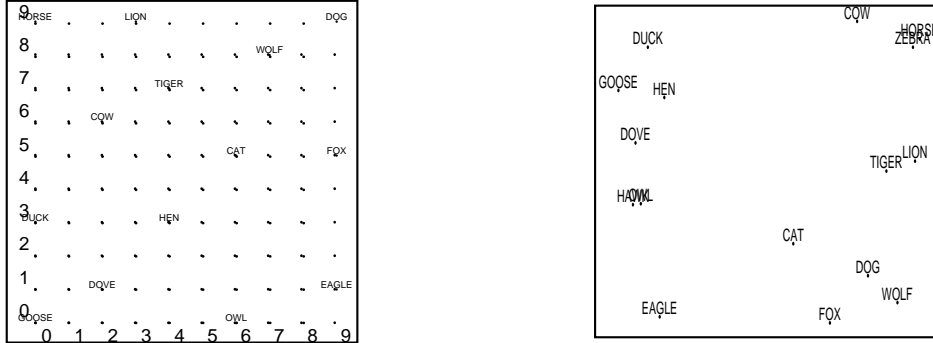 9
HORSE LION DOG
8 WOLF
7 TIGER
6 COW
5 CAT FOX
4
3
DUCK HEN
2
1 DOVE EAGLE
0
GOOSE OWL
0 1 2 3 4 5 6 7 8 9
COW
HORSE
DUCK ZEBRA
GOOSE HEN
DOVE
LION
TIGER
HAWK OWL
CAT
DOG
WOLF
EAGLE FOX